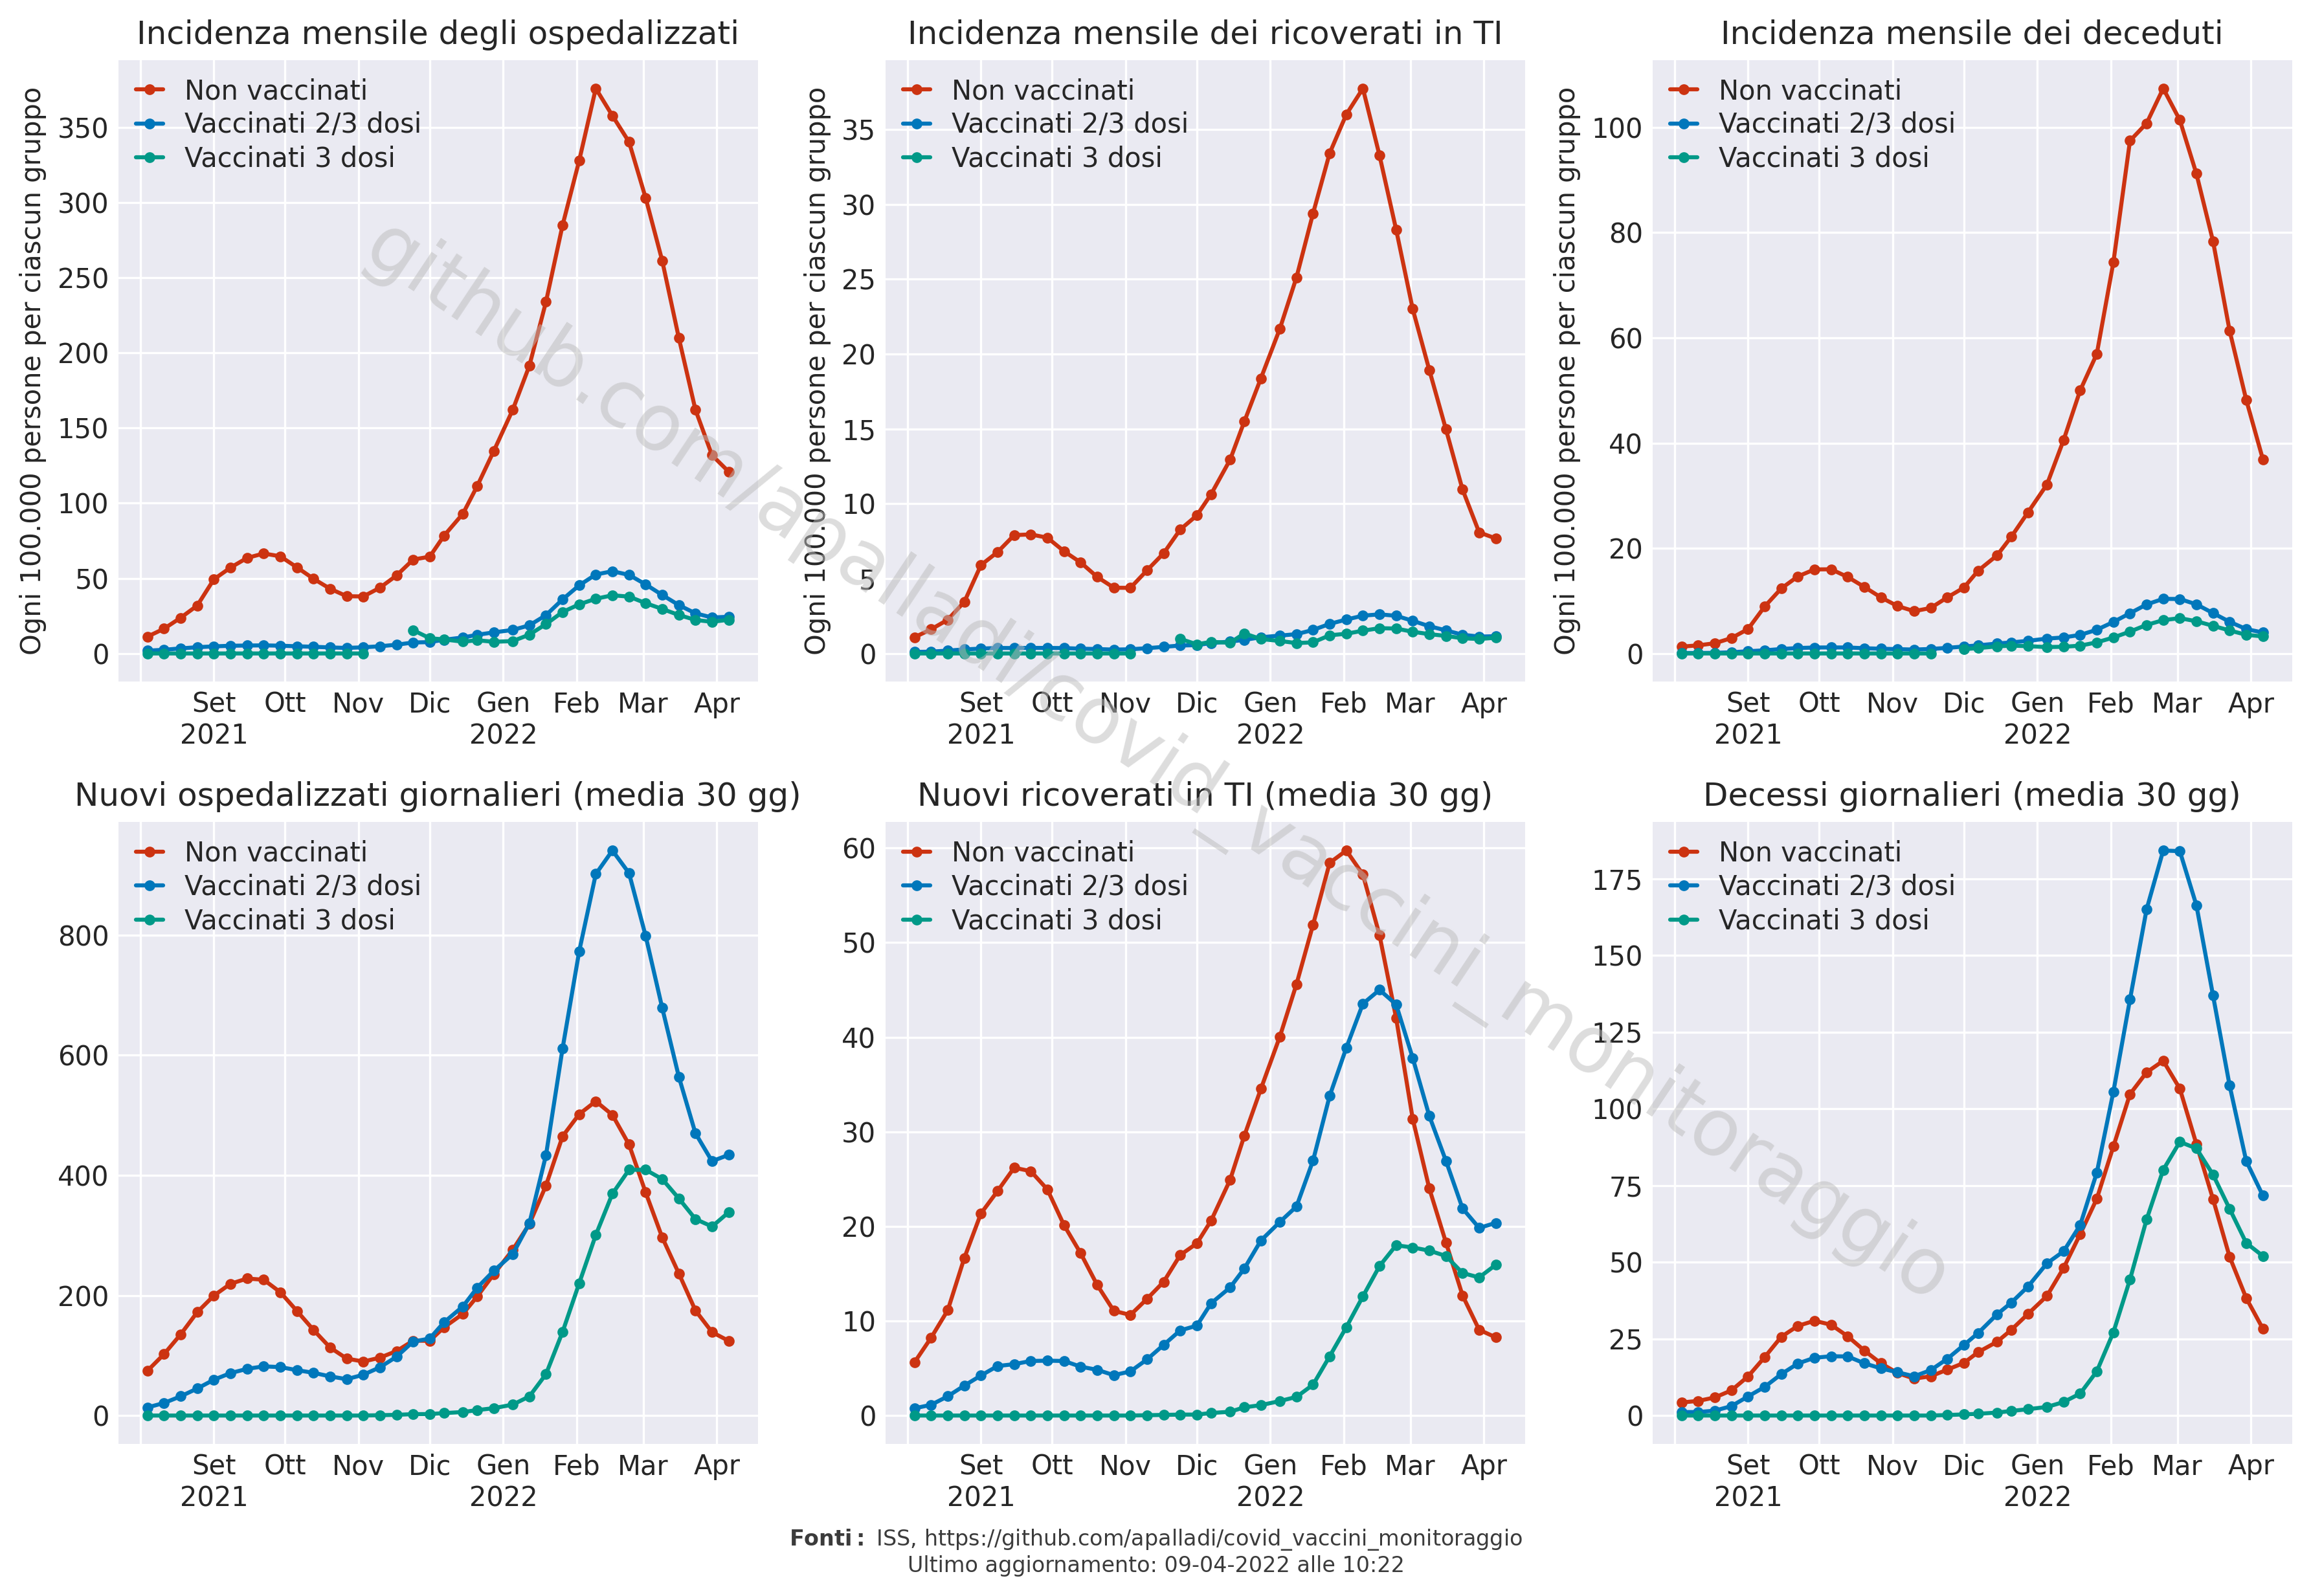 Incidenza mensile degli ospedalizzati
Ogni 100.000 persone per ciascun gruppo
Non vaccinati
Vaccinati 2/3 dosi
Vaccinati 3 dosi
350
300
250
200
150
100
50
0
Set Ott Nov Dic Gen Feb Mar Apr
2021 2022
Incidenza mensile dei ricoverati in TI
Ogni 100.000 persone per ciascun gruppo
Non vaccinati
Vaccinati 2/3 dosi
Vaccinati 3 dosi
35
30
25
20
15
10
5
0
Set Ott Nov Dic Gen Feb Mar Apr
2021 2022
Incidenza mensile dei deceduti
Ogni 100.000 persone per ciascun gruppo
Non vaccinati
Vaccinati 2/3 dosi
Vaccinati 3 dosi
100
80
60
40
20
0
Set Ott Nov Dic Gen Feb Mar Apr
2021 2022
github.com/apalladi/covid_vaccini_monitoraggio
Nuovi ospedalizzati giornalieri (media 30 gg)
Non vaccinati
Vaccinati 2/3 dosi
Vaccinati 3 dosi
800
600
400
200
0
Set Ott Nov Dic Gen Feb Mar Apr
2021 2022
Nuovi ricoverati in TI (media 30 gg)
Non vaccinati
Vaccinati 2/3 dosi
Vaccinati 3 dosi
60
50
40
30
20
10
0
Set Ott Nov Dic Gen Feb Mar Apr
2021 2022
Decessi giornalieri (media 30 gg)
Non vaccinati
Vaccinati 2/3 dosi
Vaccinati 3 dosi
175
150
125
100
75
50
25
0
Set Ott Nov Dic Gen Feb Mar Apr
2021 2022
Fonti: ISS, https://github.com/apalladi/covid_vaccini_monitoraggio
Ultimo aggiornamento: 09-04-2022 alle 10:22